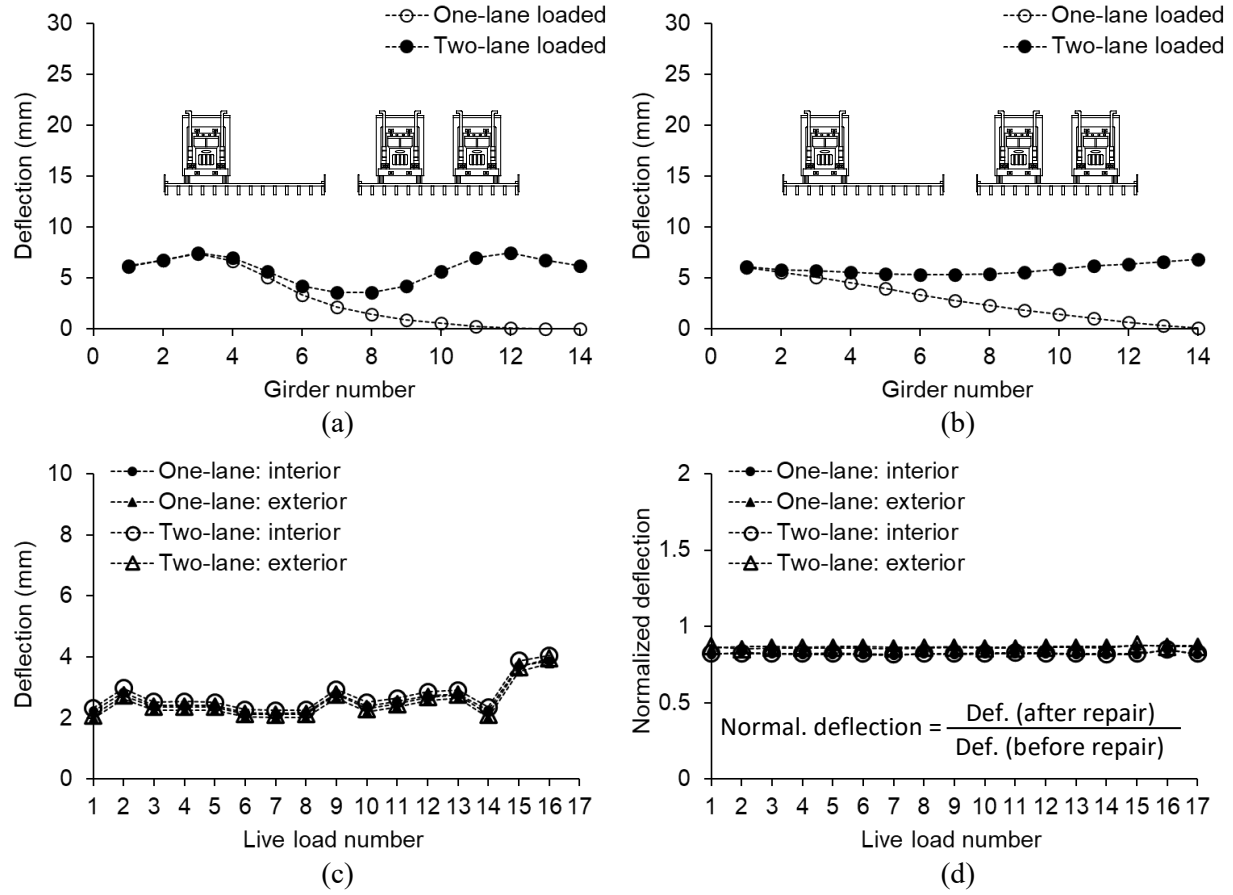 One-lane loaded
Two-lane loaded
30
25
20
15
10
5
0
Deflection (mm)
0 2 4 6 8 10 12 14
Girder number
(a)
One-lane loaded
Two-lane loaded
30
25
20
15
10
5
0
Deflection (mm)
0 2 4 6 8 10 12 14
Girder number
(b)
One-lane: interior
One-lane: exterior
Two-lane: interior
Two-lane: exterior
10
8
6
4
2
0
Deflection (mm)
1 2 3 4 5 6 7 8 9 10 11 12 13 14 15 16 17
Live load number
(c)
One-lane: interior
One-lane: exterior
Two-lane: interior
Two-lane: exterior
2
1.5
1
0.5
0
Normalized deflection
Normal. deflection = Def. (after repair)
Def. (before repair)
1 2 3 4 5 6 7 8 9 10 11 12 13 14 15 16 17
Live load number
(d)